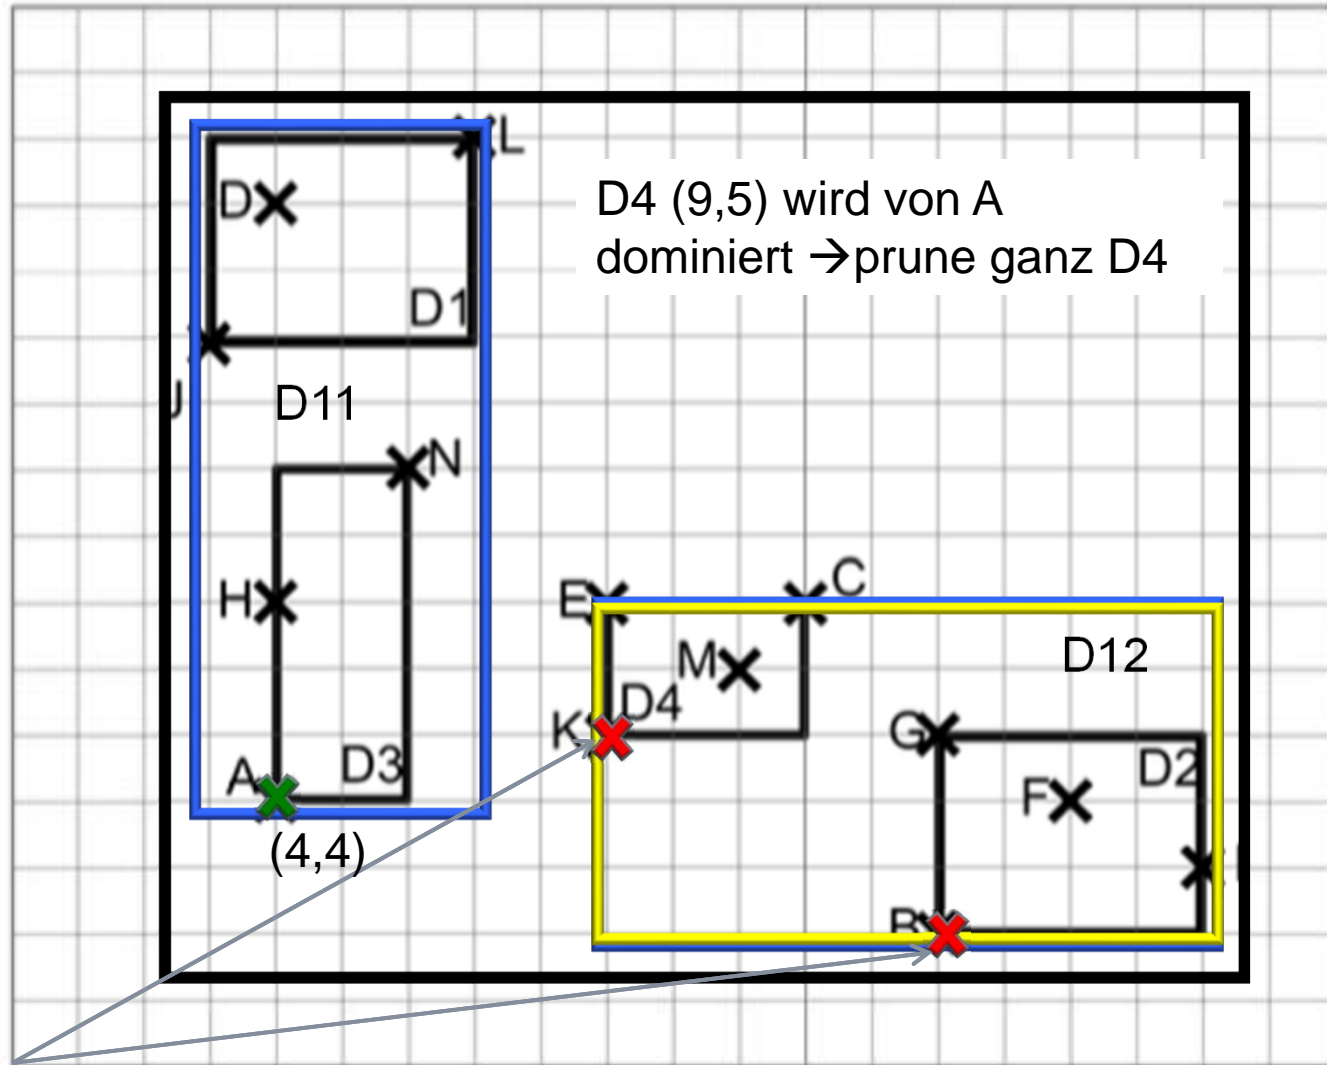 L
D4 (9,5) wird von A
dominiert →prune ganz D4
D
D1
J
D11
N
H
E
C
M
D12
D4
K
G
D2
A
D3
F
(4,4)
B